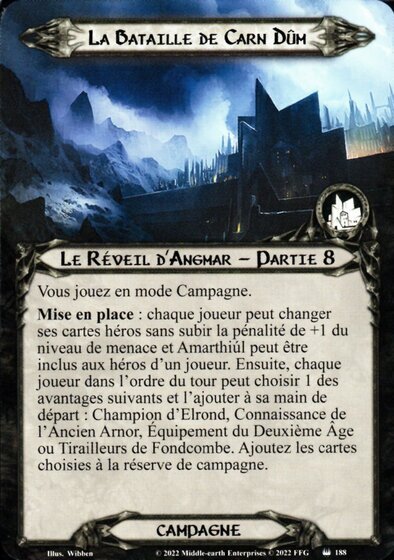 La Bataille de Carn Dûm
Le Réveil d'Angmar – Partie 8
Vous jouez en mode Campagne.
Mise en place : chaque joueur peut changer
ses cartes héros sans subir la pénalité de +1 du
niveau de menace et Amarthiúl peut être
inclus aux héros d'un joueur. Ensuite, chaque
joueur dans l'ordre du tour peut choisir 1 des
avantages suivants et l'ajouter à sa main de
départ : Champion d'Elrond, Connaissance de
l'Ancien Arnor, Équipement du Deuxième Âge
ou Tirailleurs de Fondcombe. Ajoutez les cartes
choisies à la réserve de campagne.
CAMPAGNE
Illus. Wibben © 2022 Middle-earth Enterprises © 2022 FFG 188